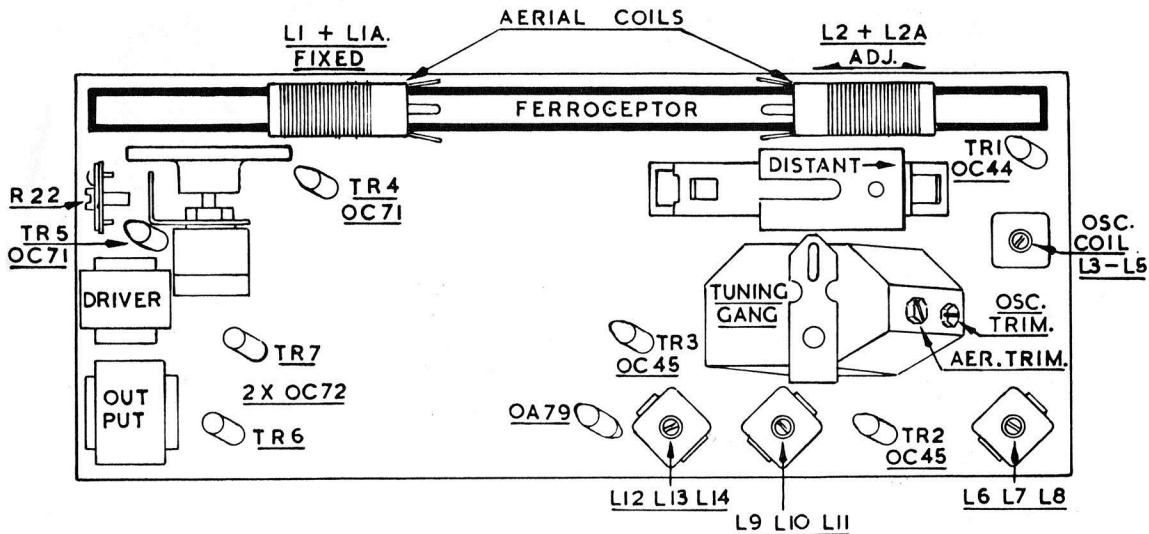 AERIAL COILS
L1 + L1A.
FIXED
L2 + L2A
ADJ.
FERROCEPTOR
TR1
OC44
DISTANT
TR4
OC71
R22
TR5
OC71
OSC.
COIL
L3-L5
DRIVER
TUNING
GANG
OSC.
TRIM.
AER.TRIM.
TR3
OC45
TR7
2 X OC72
OUT
PUT
TR6
OA79
TR2
OC45
L12 L13 L14
L9 L10 L11
L6 L7 L8